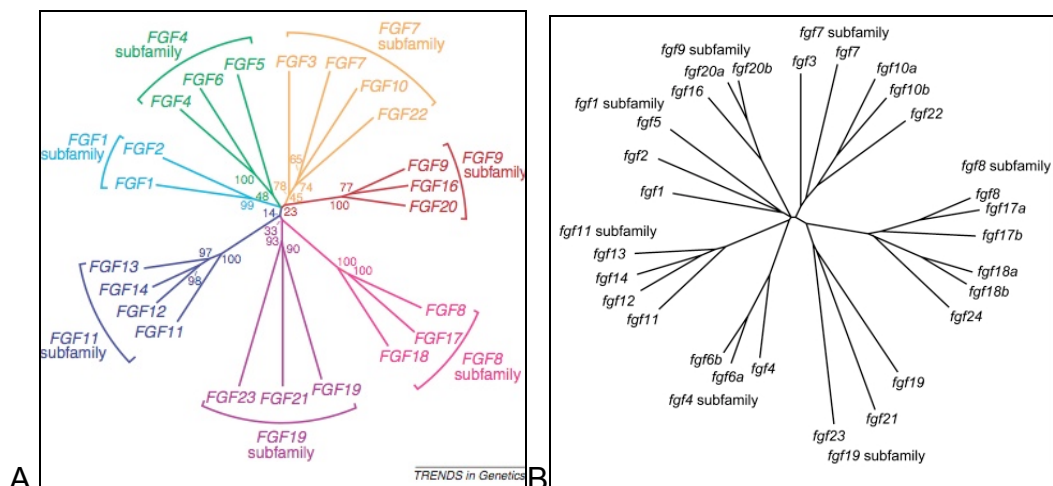 FGF4
subfamily
FGF5
FGF6
FGF4
FGF7
subfamily
FGF3
FGF7
FGF10
FGF22
FGF1
subfamily
FGF2
FGF1
FGF9
subfamily
FGF9
FGF16
FGF20
65
100
78
74
48
45
77
100
99
14
23
33
93
90
97
100
98
100
100
FGF13
FGF14
FGF12
FGF11
FGF11
subfamily
FGF8
FGF17
FGF18
FGF8
subfamily
FGF23
FGF21
FGF19
FGF19
subfamily
TRENDS in Genetics
A
fgf7 subfamily
fgf9 subfamily
fgf3
fgf7
fgf20a
fgf20b
fgf10a
fgf16
fgf10b
fgf1 subfamily
fgf22
fgf5
fgf2
fgf8 subfamily
fgf1
fgf8
fgf17a
fgf11 subfamily
fgf17b
fgf13
fgf14
fgf18a
fgf12
fgf18b
fgf11
fgf24
fgf6b
fgf4
fgf6a
fgf19
fgf4 subfamily
fgf21
fgf23
fgf19 subfamily
B